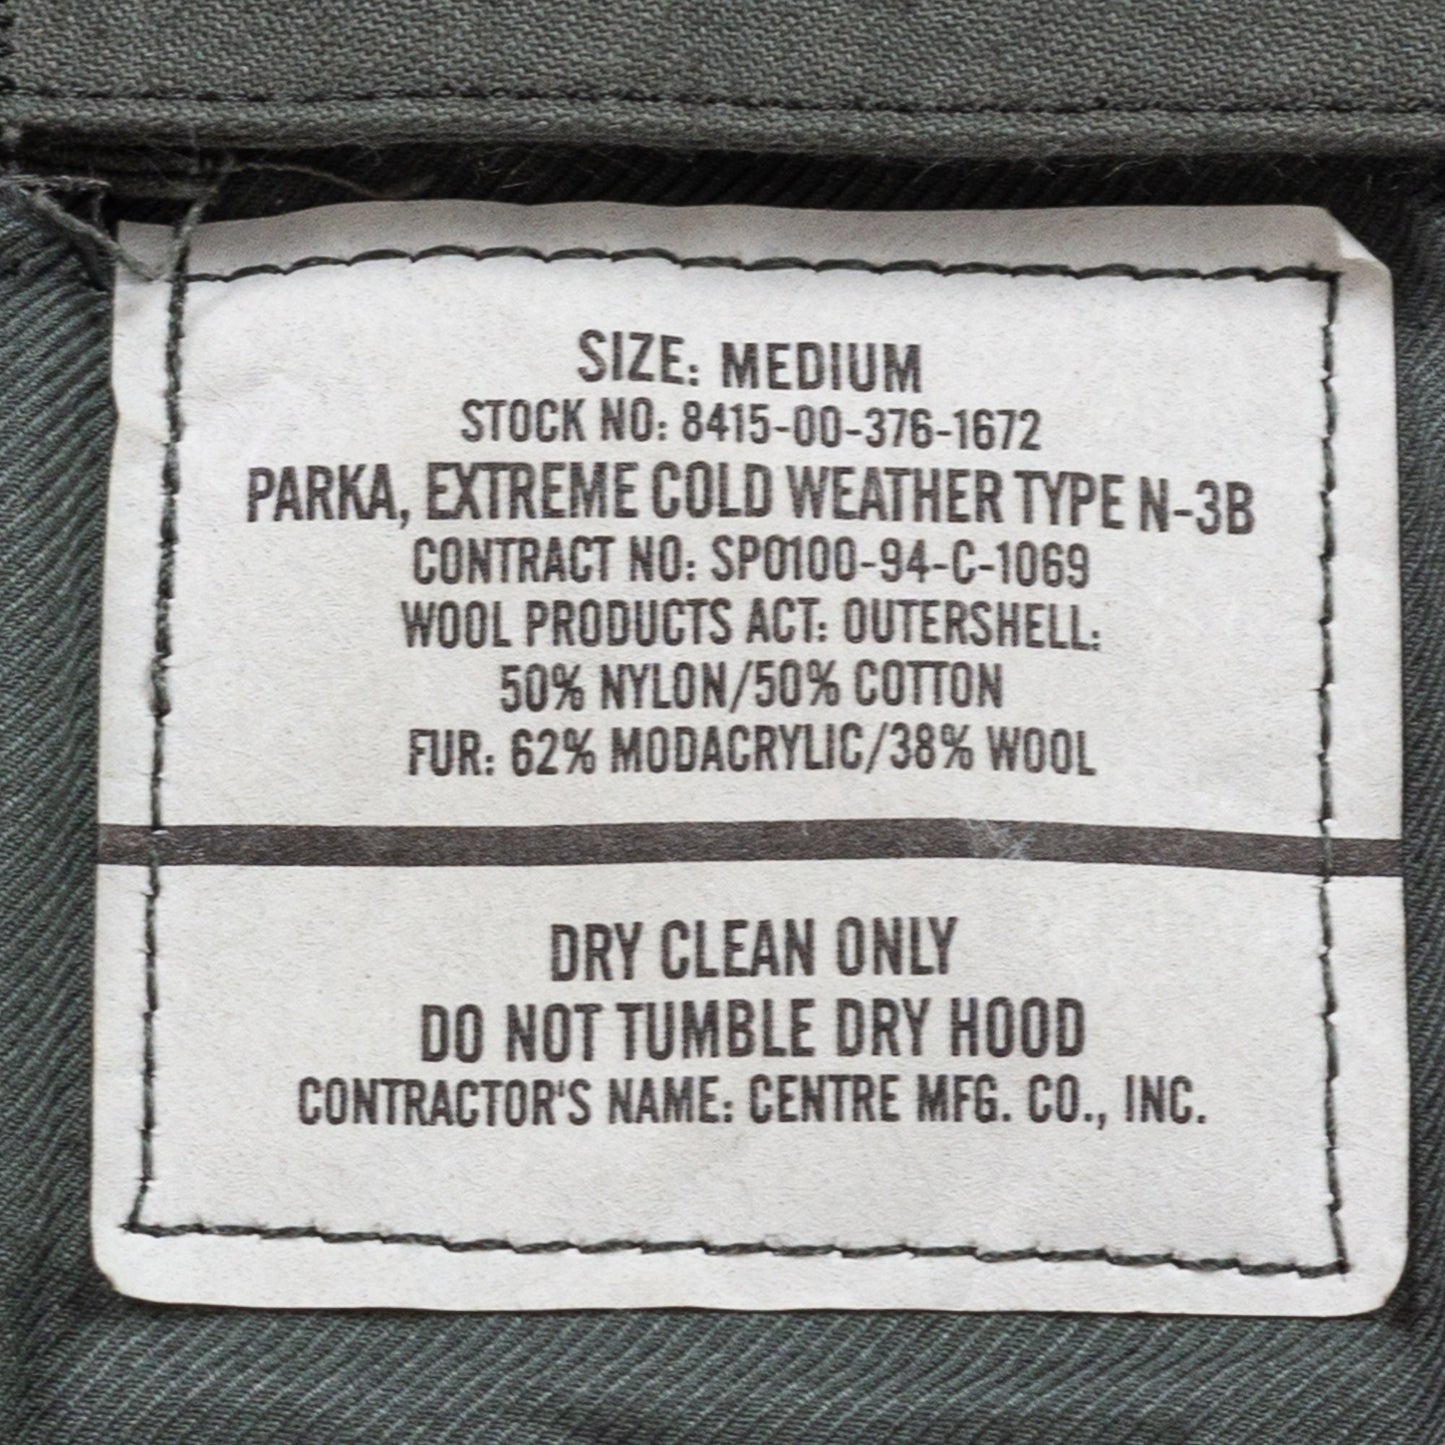 SIZE: MEDIUM
STOCK NO: 8415-00-376-1672
PARKA, EXTREME COLD WEATHER TYPE N-3B
CONTRACT NO: SPO100-94-C-1069
WOOL PRODUCTS ACT: OUTERSHELL:
50% NYLON/50% COTTON
FUR: 62% MODACRYLIC/38% WOOL
DRY CLEAN ONLY
DO NOT TUMBLE DRY HOOD
CONTRACTOR'S NAME: CENTRE MFG. CO., INC.